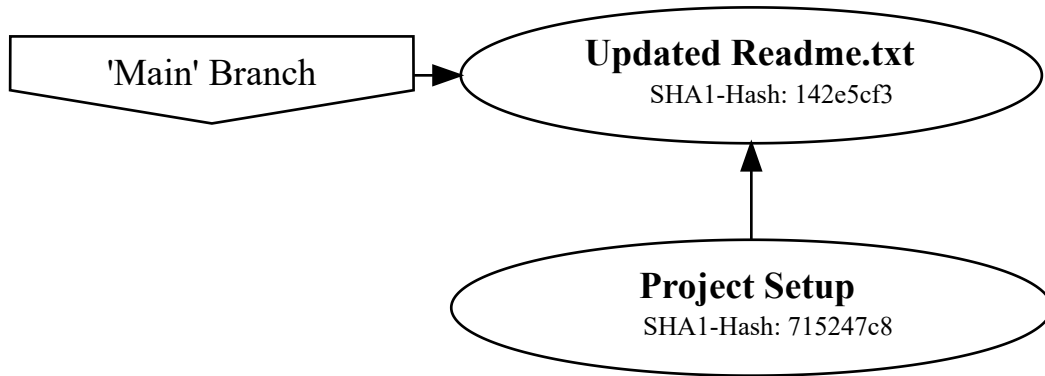 'Main' Branch
Updated Readme.txt
SHA1-Hash: 142e5cf3
Project Setup
SHA1-Hash: 715247c8